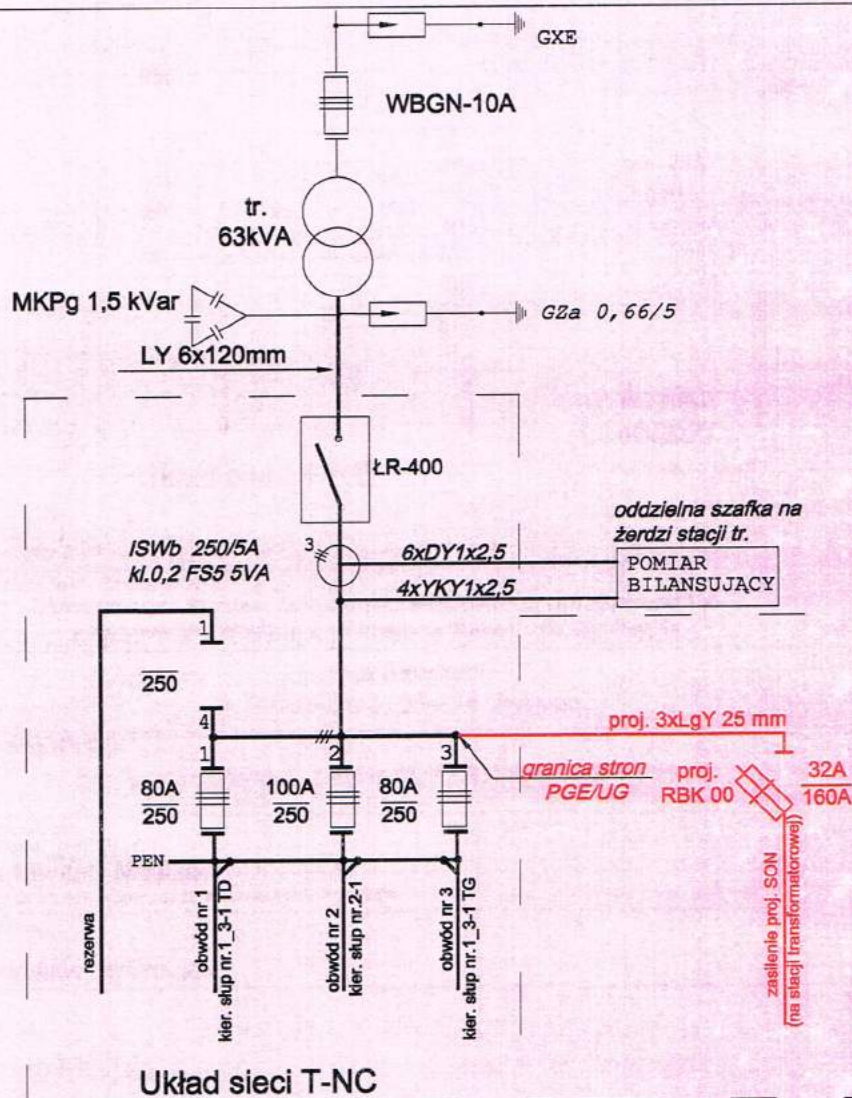 GXE
WBGN-10A
tr.
63kVA
MKPg 1,5 kVar
GZa 0,66/5
LY 6x120mm
ŁR-400
oddzielna szafka na
żerdzi stacji tr.
ISWb 250/5A
kl.0,2 FS5 5VA
3
6xDY1x2,5
4xYKY1x2,5
POMIAR
BILANSUJĄCY
1
250
4
proj. 3xLgY 25 mm
1
2
3
granica stron
PGE/UG
proj.
RBK 00
32A
160A
80A
250
100A
250
80A
250
PEN
rezerwa
obwód nr 1
kier. słup nr.1_3-1 TD
obwód nr 2
kier. słup nr.2-1
obwód nr 3
kier. słup nr.1_3-1 TG
zasilenie proj. SON
(na stacji transformatorowej)
Układ sieci T-NC